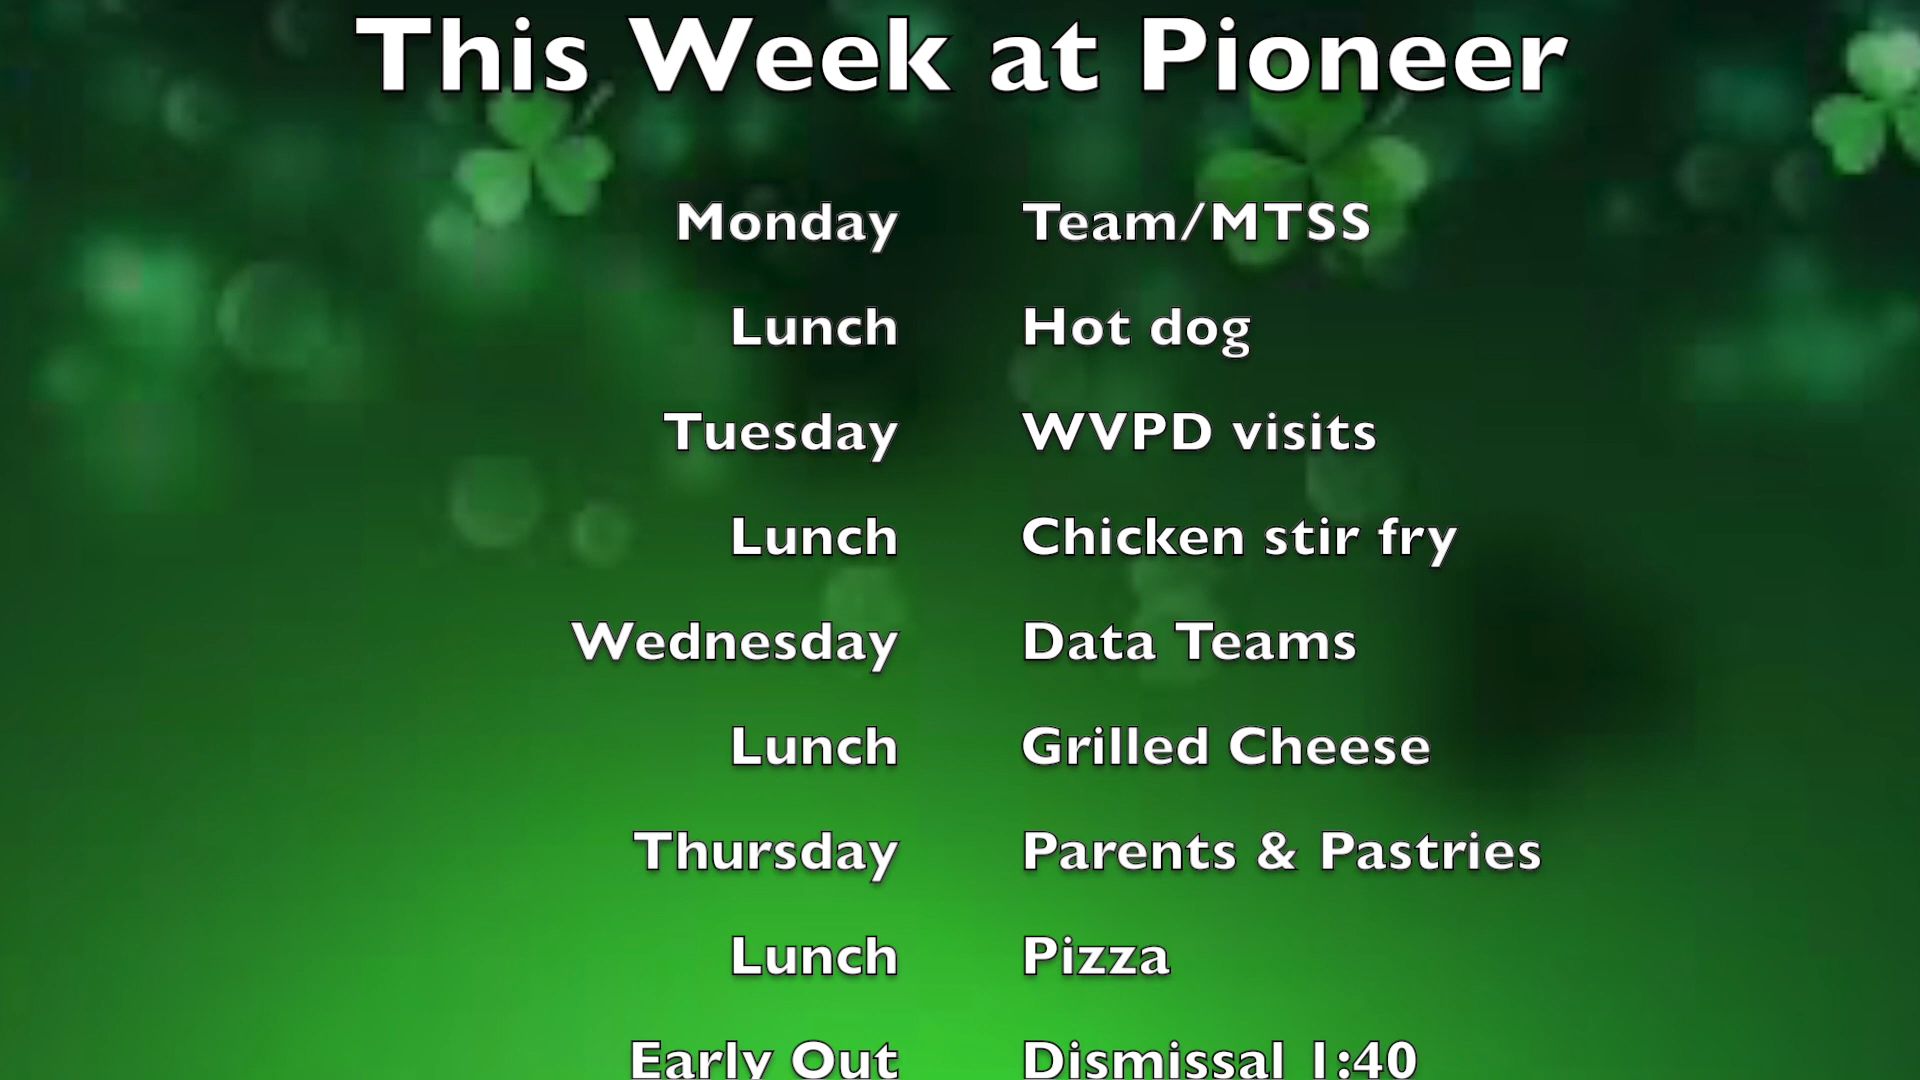 This Week at Pioneer
Monday Team/MTSS
Lunch Hot dog
Tuesday WVPD visits
Lunch Chicken stir fry
Wednesday Data Teams
Lunch Grilled Cheese
Thursday Parents & Pastries
Lunch Pizza
Early Out Dismissal 1:40